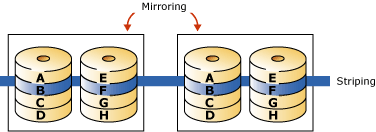 Mirroring
A E A E
B F B F
C G C G
D H D H
Striping